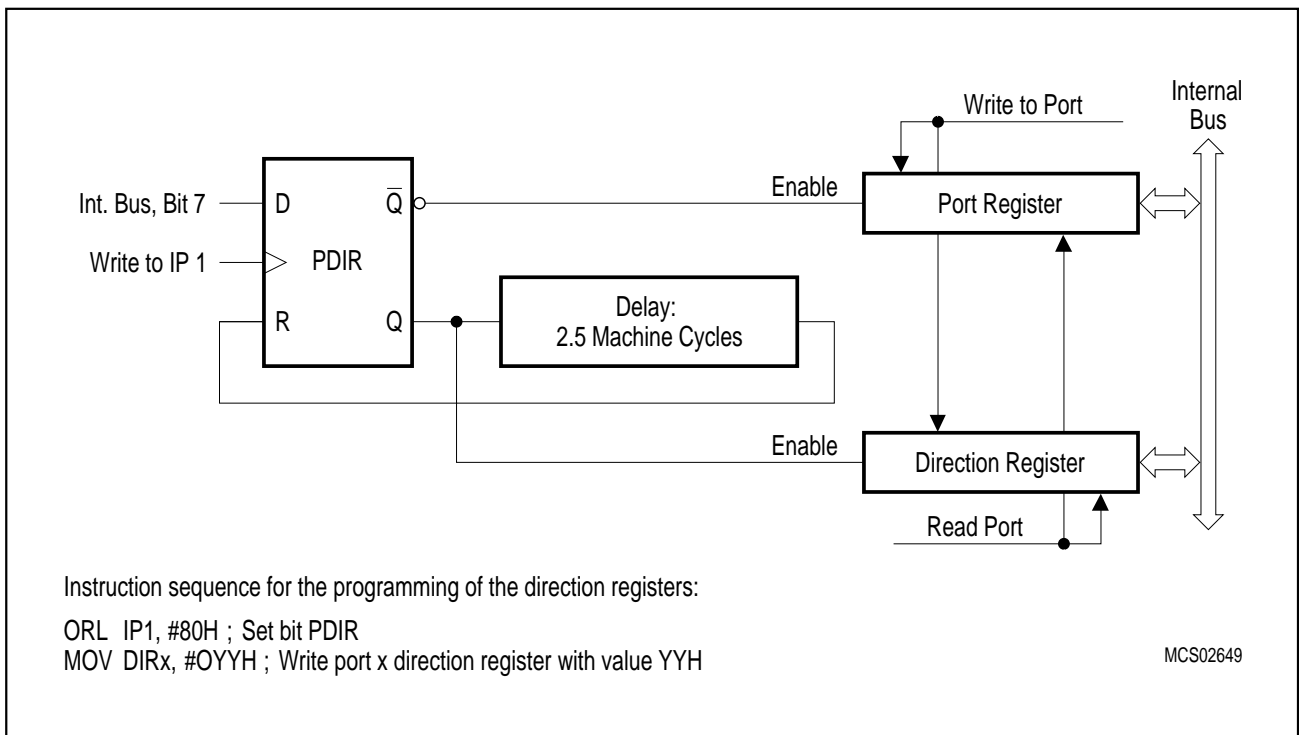 Write to Port
Internal
Bus
Enable
Port Register
Int. Bus, Bit 7
D
Q
Write to IP 1
PDIR
R
Q
Delay:
2.5 Machine Cycles
Enable
Direction Register
Read Port
Instruction sequence for the programming of the direction registers:
ORL IP1, #80H ; Set bit PDIR
MOV DIRx, #OYYH ; Write port x direction register with value YYH
MCS02649